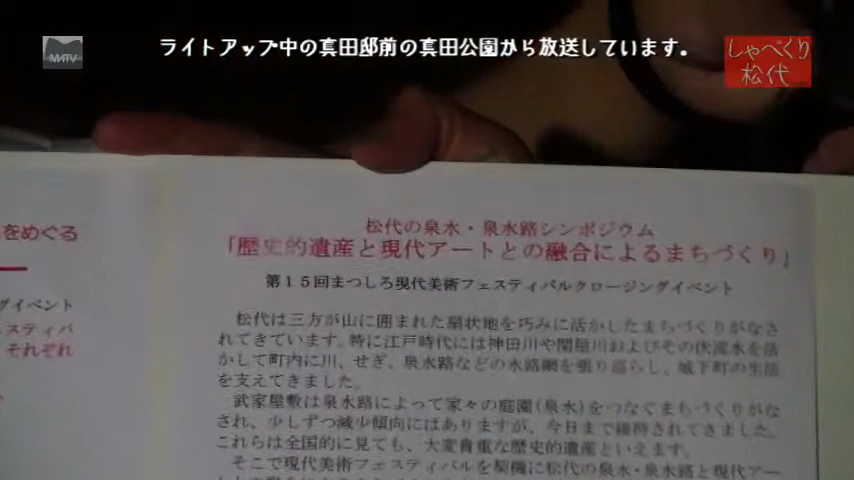 MATV
ライトアップ中の真田邸前の真田公園から放送しています。
しゃべくり
松代
をめぐる
グイベント
スティバ
それぞれ
松代の泉水・泉水路シンポジウム
「歴史的遺産と現代アートとの融合によるまちづくり」
第15回まつしろ現代美術フェスティバルクロージングイベント
松代は三方が山に囲まれた扇状地を巧みに活かしたまちづくりがなさ
れてきています。特に江戸時代には神田川や関屋川およびその伏流水を活
かして町内に川、せぎ、泉水路などの水路網を張り巡らし、城下町の生活
を支えてきました。
武家屋敷は泉水路によって家々の庭園(泉水)をつなぐまちづくりがな
され、少しずつ減少傾向にはありますが、今日まで維持されてきました。
これらは全国的に見ても、大変貴重な歴史的遺産といえます。
そこで現代美術フェスティバルを契機に松代の泉水・泉水路と現代アー